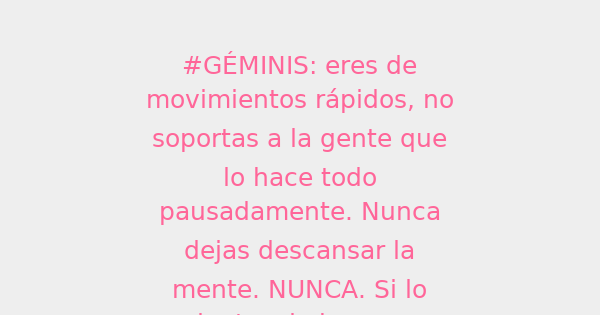 #GÉMINIS: eres de
movimientos rápidos, no
soportas a la gente que
lo hace todo
pausadamente. Nunca
dejas descansar la
mente. NUNCA. Si lo